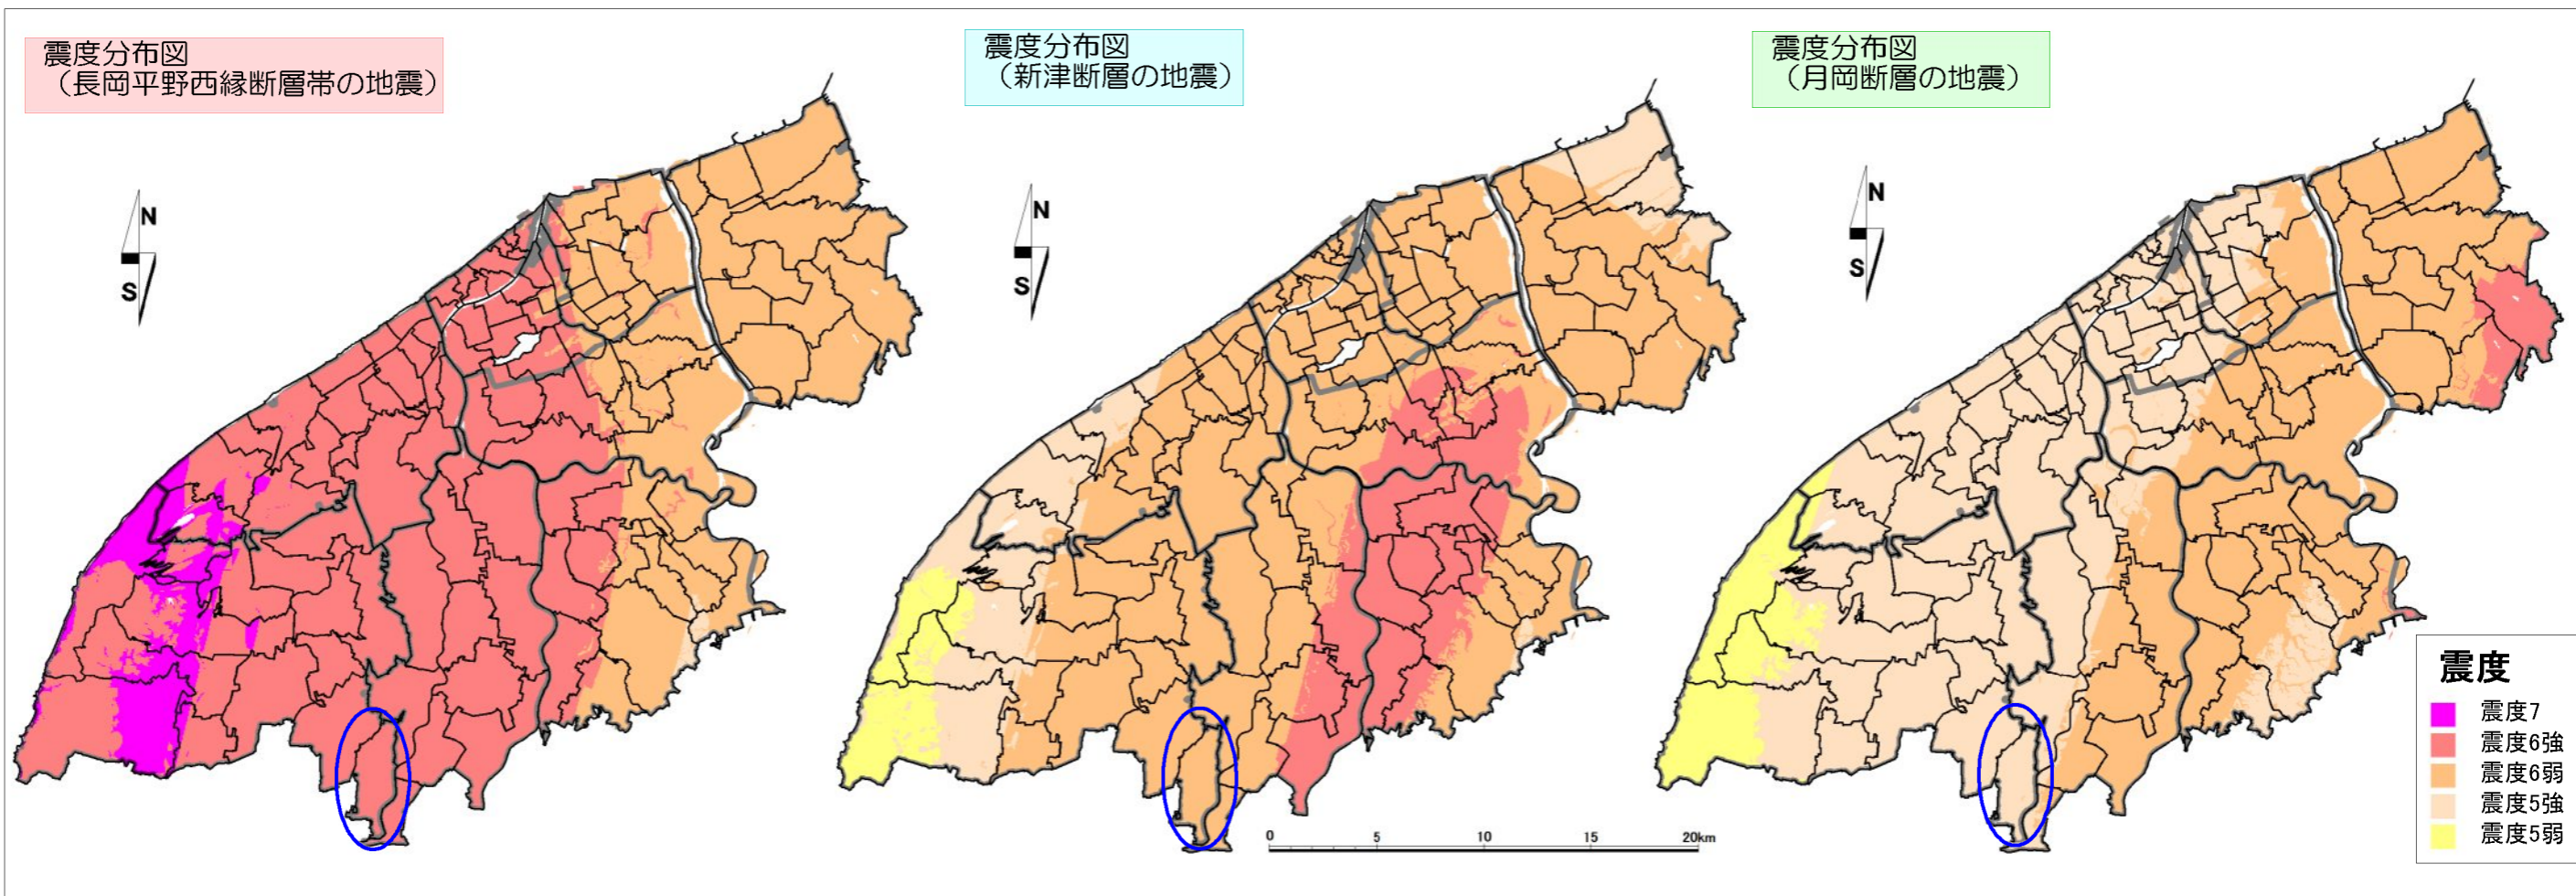 震度分布図
（長岡平野西縁断層帯の地震）
震度分布図
（新津断層の地震）
震度分布図
（月岡断層の地震）
N
S
N
S
N
S
0 5 10 15 20km
震度
震度7
震度6強
震度6弱
震度5強
震度5弱